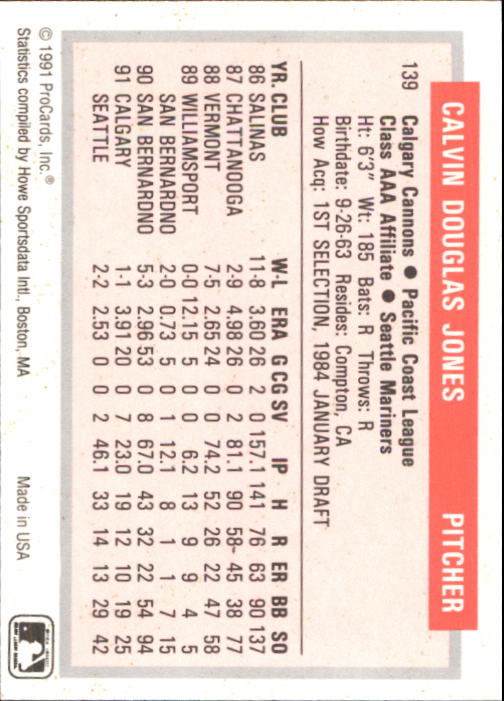 CALVIN DOUGLAS JONES PITCHER
139 Calgary Cannons ● Pacific Coast League
Class AAA Affiliate ● Seattle Mariners
Ht: 6'3" Wt: 185 Bats: R Throws: R
Birthdate: 9-26-63 Resides: Compton, CA
How Acq: 1ST SELECTION, 1984 JANUARY DRAFT
YR. CLUB W-L ERA G CG SV IP H R ER BB SO
86 SALINAS 11-8 3.60 26 2 0 157.1 141 76 63 90 137
87 CHATTANOOGA 2-9 4.98 26 0 2 81.1 90 58 45 38 77
88 VERMONT 7-5 2.65 24 0 0 74.2 52 26 22 47 58
89 WILLIAMSPORT 0-0 12.15 5 0 0 6.2 13 9 9 4 5
SAN BERNARDNO 2-0 0.73 5 0 1 12.1 8 1 1 7 15
90 SAN BERNARDNO 5-3 2.96 53 0 8 67.0 43 32 22 54 94
91 CALGARY 1-1 3.91 20 0 7 23.0 19 12 10 19 25
SEATTLE 2-2 2.53 0 0 2 46.1 33 14 13 29 42
© 1991 ProCards, Inc.® Made in USA
Statistics compiled by Howe Sportsdata Intl., Boston, MA